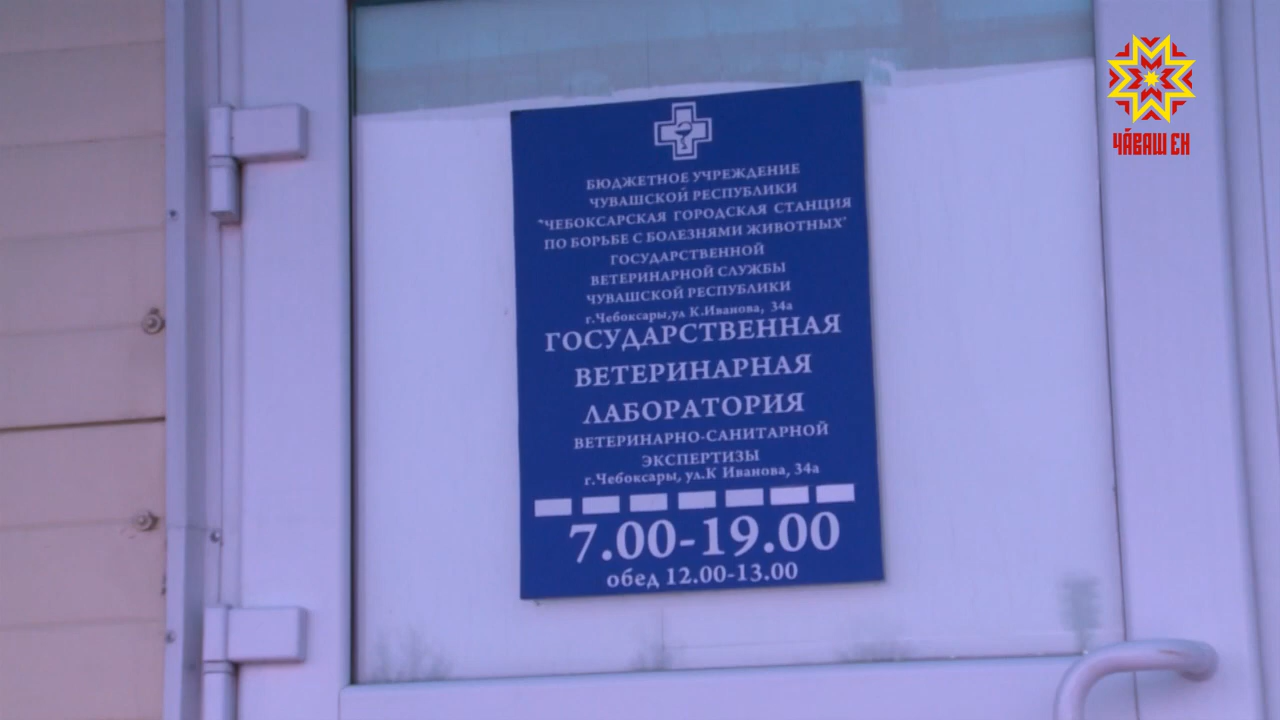 ЧӐВАШ ЕН
БЮДЖЕТНОЕ УЧРЕЖДЕНИЕ
ЧУВАШСКОЙ РЕСПУБЛИКИ
"ЧЕБОКСАРСКАЯ ГОРОДСКАЯ СТАНЦИЯ
ПО БОРЬБЕ С БОЛЕЗНЯМИ ЖИВОТНЫХ"
ГОСУДАРСТВЕННОЙ
ВЕТЕРИНАРНОЙ СЛУЖБЫ
ЧУВАШСКОЙ РЕСПУБЛИКИ
г.Чебоксары,ул К.Иванова, 34а
ГОСУДАРСТВЕННАЯ
ВЕТЕРИНАРНАЯ
ЛАБОРАТОРИЯ
ВЕТЕРИНАРНО-САНИТАРНОЙ
ЭКСПЕРТИЗЫ
г.Чебоксары, ул.К Иванова, 34а
7.00-19.00
обед 12.00-13.00